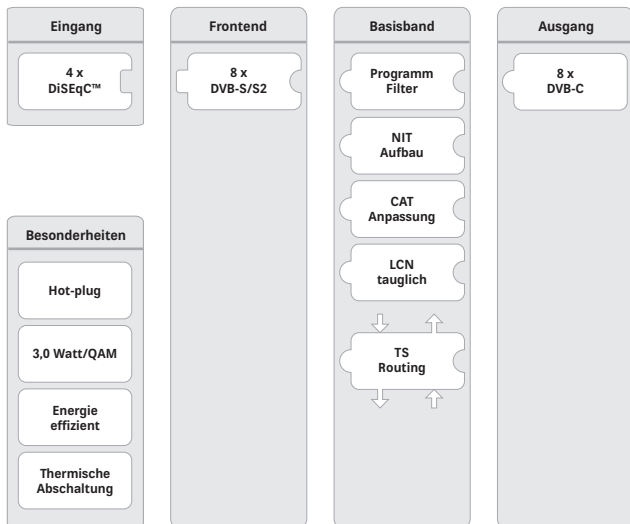 Eingang
4 x
DiSEqC™
Besonderheiten
Hot-plug
3,0 Watt/QAM
Energie
effizient
Thermische
Abschaltung
Frontend
8 x
DVB-S/S2
Basisband
Programm
Filter
NIT
Aufbau
CAT
Anpassung
LCN
tauglich
TS
Routing
Ausgang
8 x
DVB-C